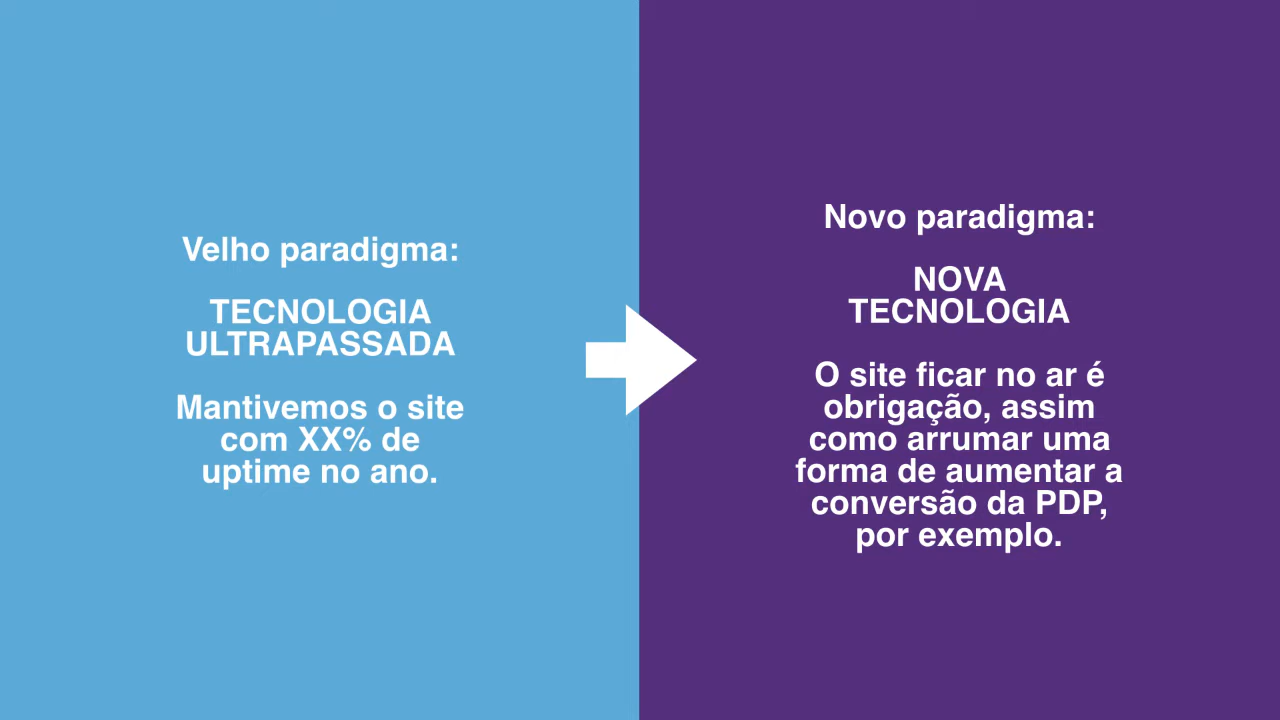 Velho paradigma:
TECNOLOGIA
ULTRAPASSADA
Mantivemos o site
com XX% de
uptime no ano.
Novo paradigma:
NOVA
TECNOLOGIA
O site ficar no ar é
obrigação, assim
como arrumar uma
forma de aumentar a
conversão da PDP,
por exemplo.